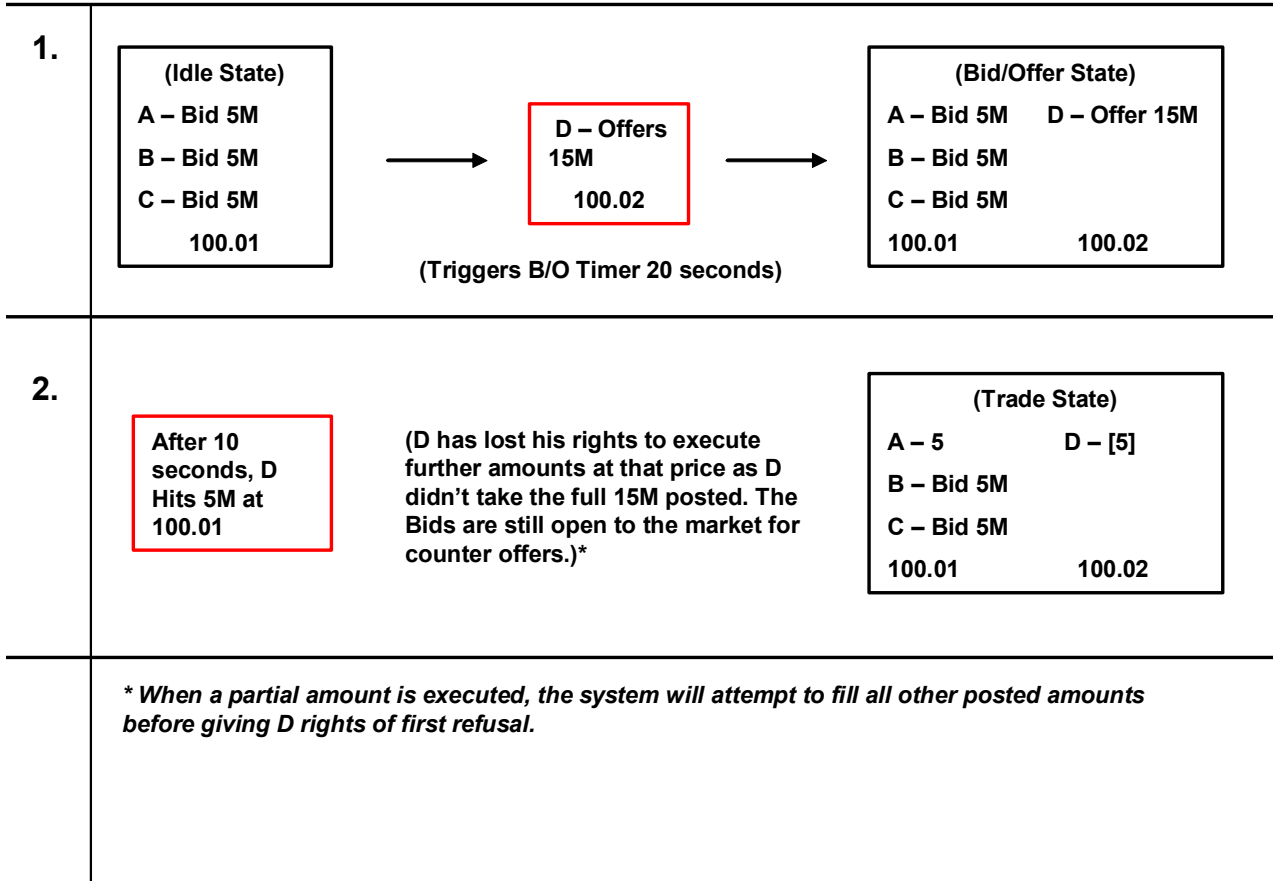 1.
(Idle State)
A – Bid 5M
B – Bid 5M
C – Bid 5M
100.01
D – Offers
15M
100.02
(Triggers B/O Timer 20 seconds)
(Bid/Offer State)
A – Bid 5M D – Offer 15M
B – Bid 5M
C – Bid 5M
100.01 100.02
2.
After 10
seconds, D
Hits 5M at
100.01
(D has lost his rights to execute
further amounts at that price as D
didn’t take the full 15M posted. The
Bids are still open to the market for
counter offers.)*
(Trade State)
A – 5 D – [5]
B – Bid 5M
C – Bid 5M
100.01 100.02
* When a partial amount is executed, the system will attempt to fill all other posted amounts
before giving D rights of first refusal.